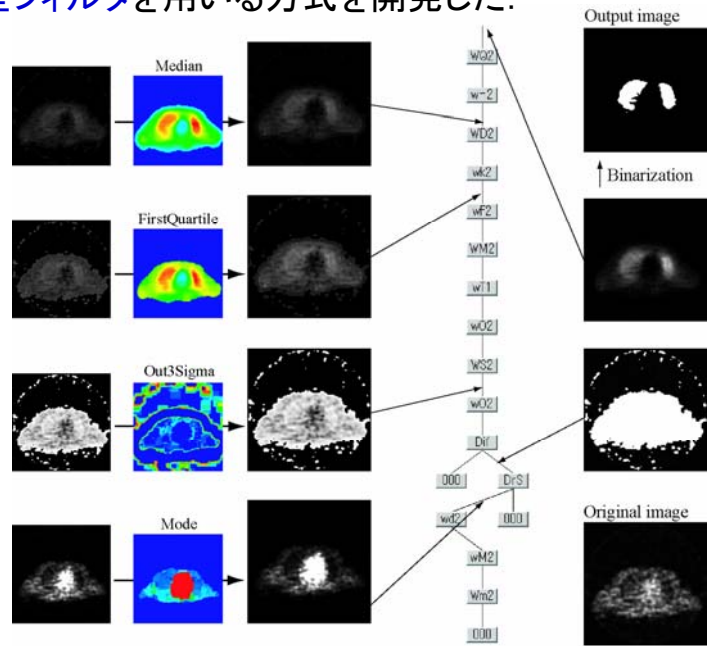 フィルタを用いる方式を開発した.
Output image
Median
WQ2
w-2
WD2
wk2
Binarization
FirstQuartile
wF2
WM2
wT1
wO2
WS2
Out3Sigma
wO2
Dif
000
DrS
Original image
Mode
wd2
000
wM2
Wm2
000